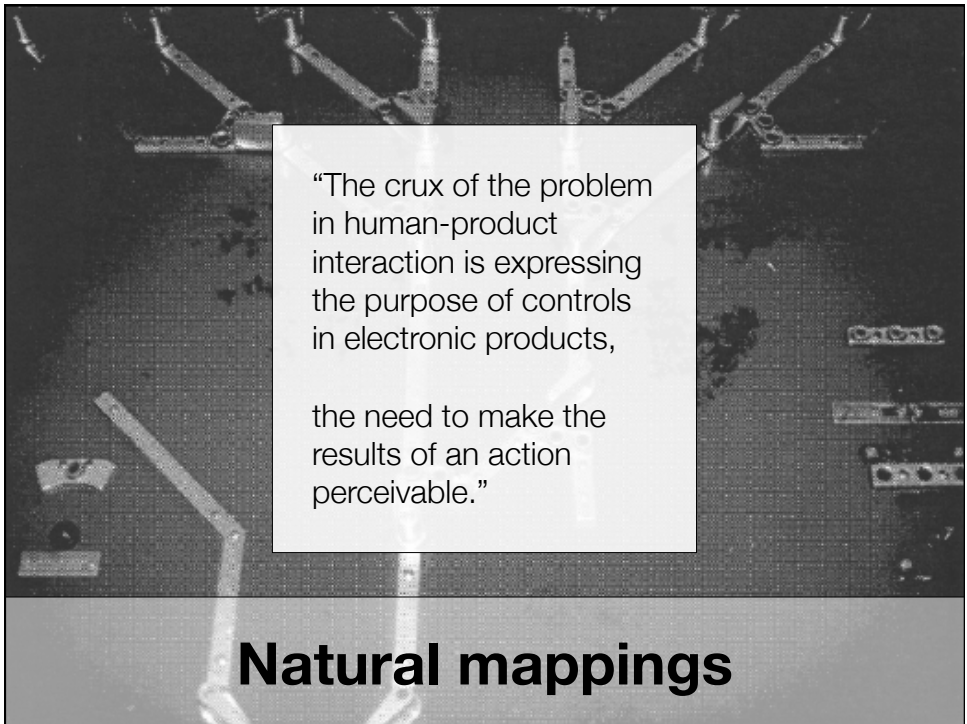 “The crux of the problem
in human-product
interaction is expressing
the purpose of controls
in electronic products,
the need to make the
results of an action
perceivable.”
Natural mappings